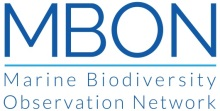 MBON
Marine Biodiversity
Observation Network